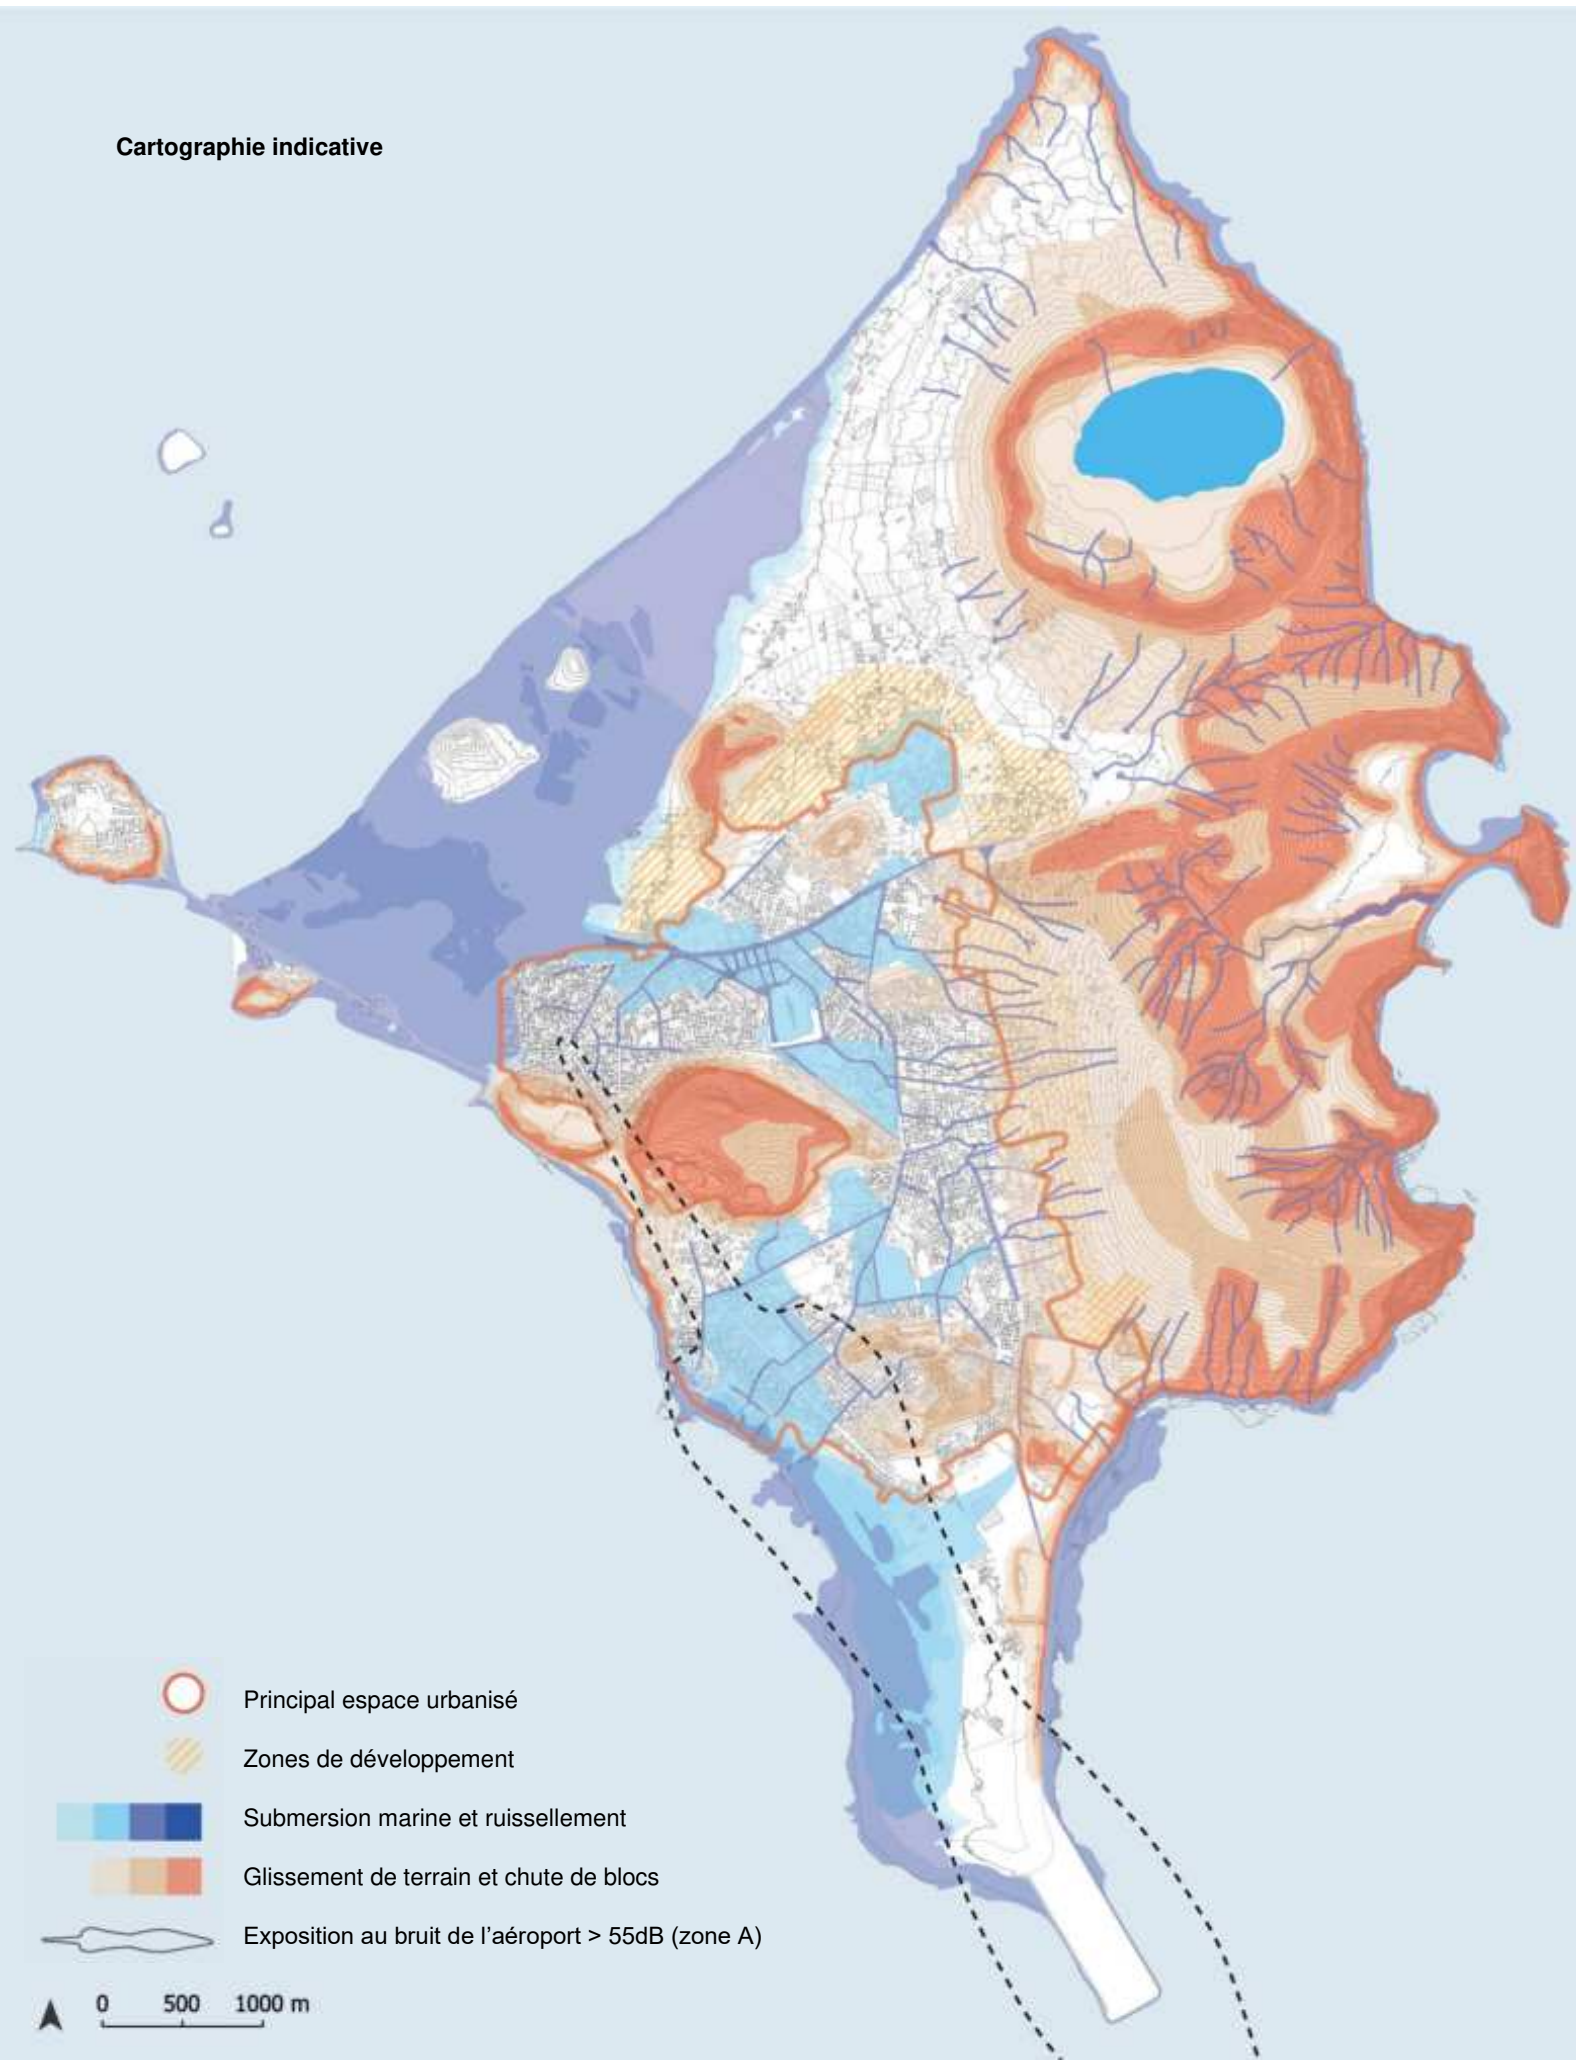 Cartographie indicative
Principal espace urbanisé
Zones de développement
Submersion marine et ruissellement
Glissement de terrain et chute de blocs
Exposition au bruit de l'aéroport > 55dB (zone A)
0 500 1000 m